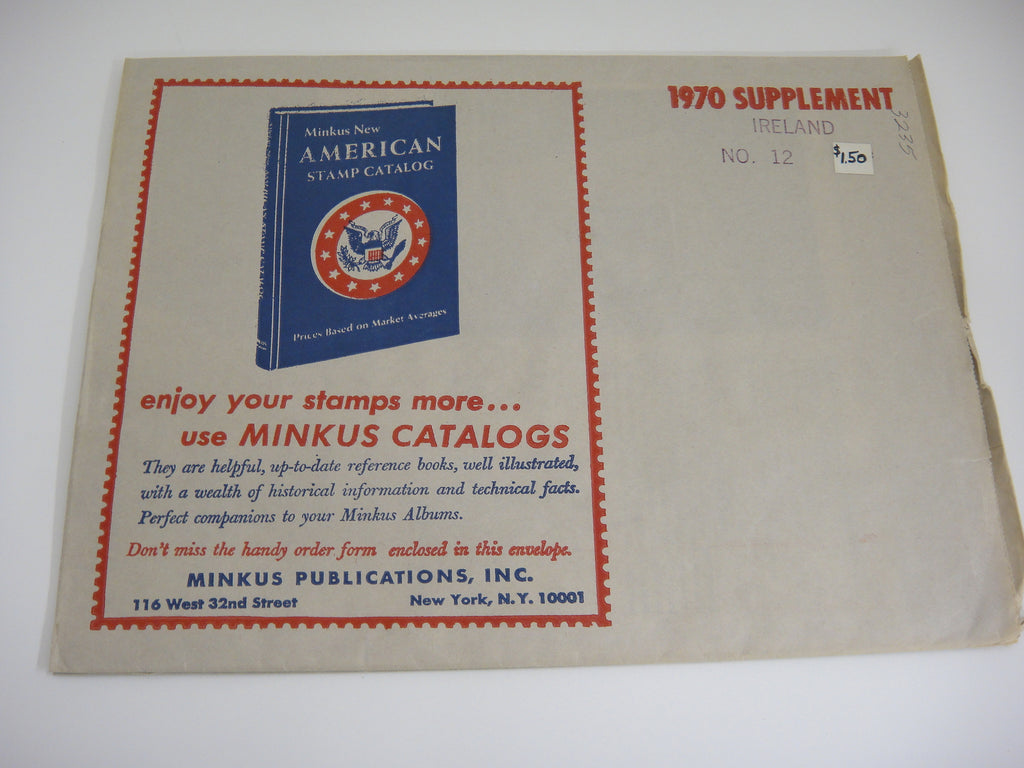 1970 SUPPLEMENT
IRELAND
NO. 12
$1.50
3235
Minkus New
AMERICAN
STAMP CATALOG
Prices Based on Market Averages
enjoy your stamps more...
use MINKUS CATALOGS
They are helpful, up-to-date reference books, well illustrated,
with a wealth of historical information and technical facts.
Perfect companions to your Minkus Albums.
Don't miss the handy order form enclosed in this envelope.
MINKUS PUBLICATIONS, INC.
116 West 32nd Street New York, N.Y. 10001